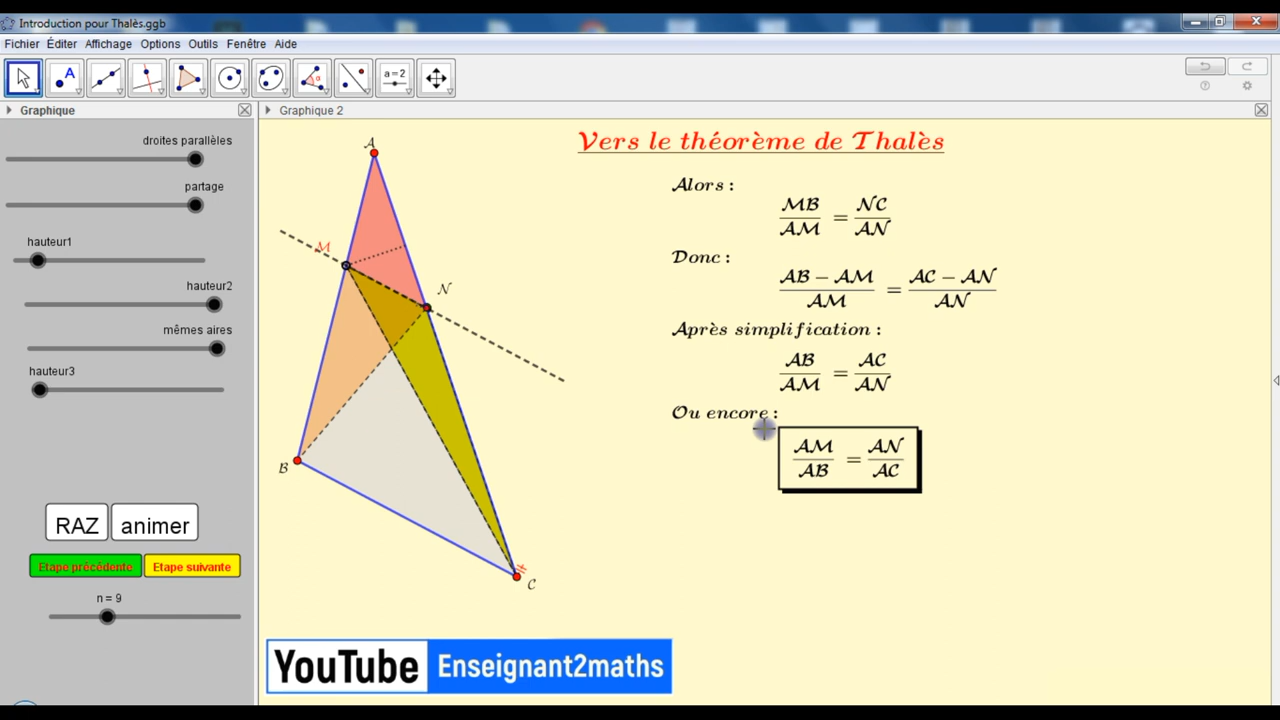 Introduction pour Thalès.ggb
Fichier Éditer Affichage Options Outils Fenêtre Aide
A
a = 2
Graphique
Graphique 2
droites parallèles
partage
hauteur1
hauteur2
mêmes aires
hauteur3
RAZ
animer
Etape précédente
Etape suivante
n = 9
A
M
N
B
C
Vers le théorème de Thalès
Alors :
MB/AM = NC/AN
Donc :
AB − AM/AM = AC − AN/AN
Après simplification :
AB/AM = AC/AN
Ou encore :
AM/AB = AN/AC
YouTube Enseignant2maths